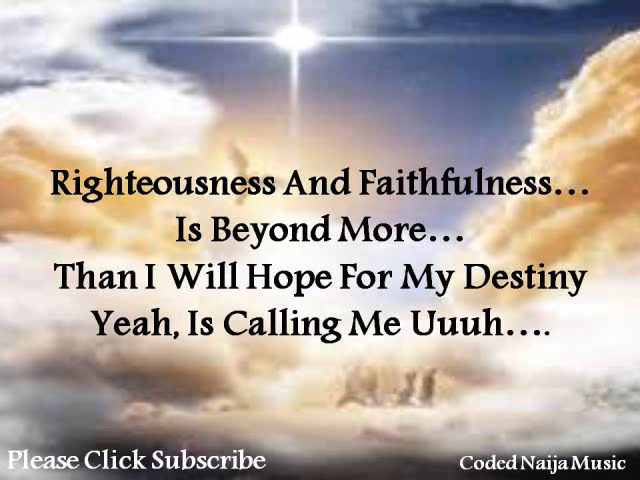 Righteousness And Faithfulness…
Is Beyond More…
Than I Will Hope For My Destiny
Yeah, Is Calling Me Uuuh….
Please Click Subscribe
Coded Naija Music